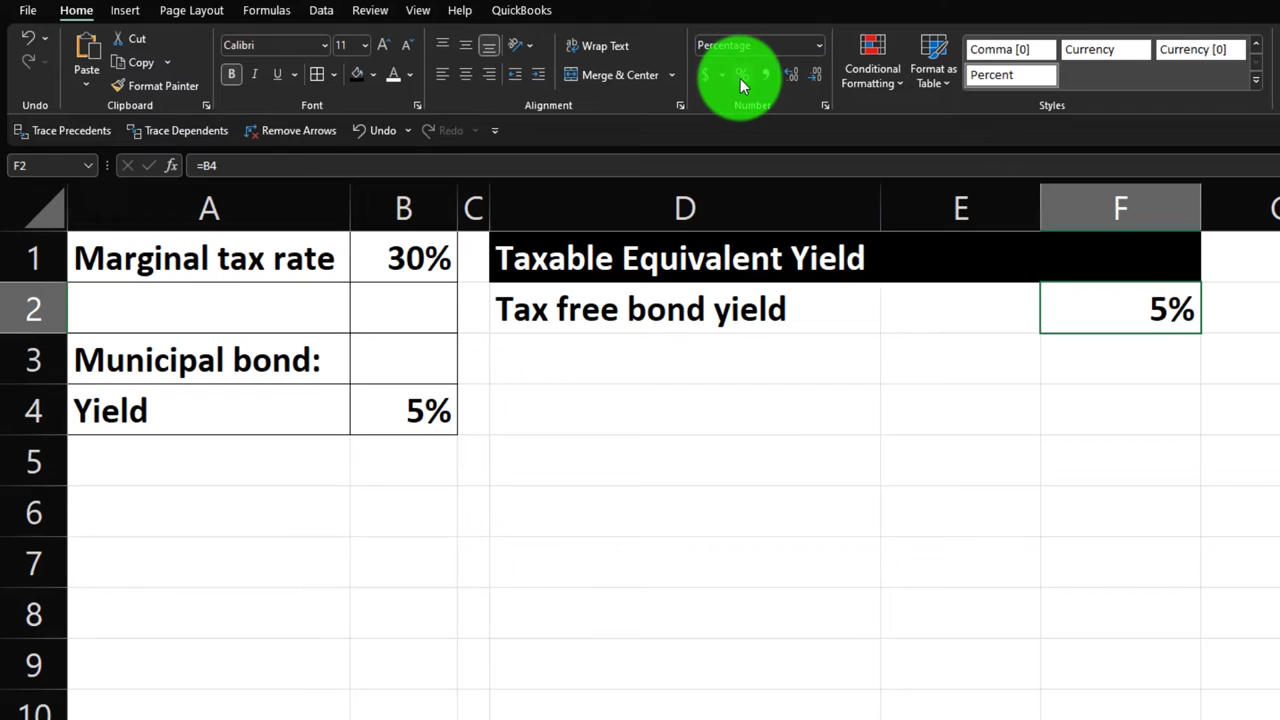 File Home Insert Page Layout Formulas Data Review View Help QuickBooks
Paste Cut Copy Format Painter
Calibri 11 A A Wrap Text Percentage Comma [0] Currency Currency [0]
B I U A Merge & Center $ % , Conditional Formatting Format as Table Percent
Undo Clipboard Font Alignment Number Styles
Trace Precedents Trace Dependents Remove Arrows Undo Redo
F2 fx =B4
A B C D E F
1 Marginal tax rate 30% Taxable Equivalent Yield
2 Tax free bond yield 5%
3 Municipal bond:
4 Yield 5%
5
6
7
8
9
10